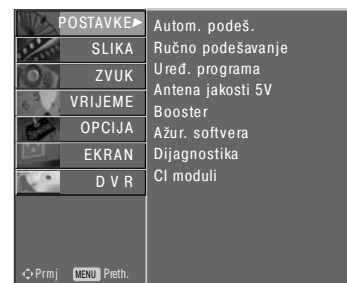 POSTAVKE
SLIKA
ZVUK
VRIJEME
OPCIJA
EKRAN
D V R
Autom. podeš.
Ručno podešavanje
Uređ. programa
Antena jakosti 5V
Booster
Ažur. softvera
Dijagnostika
CI moduli
Prmj MENU Preth.